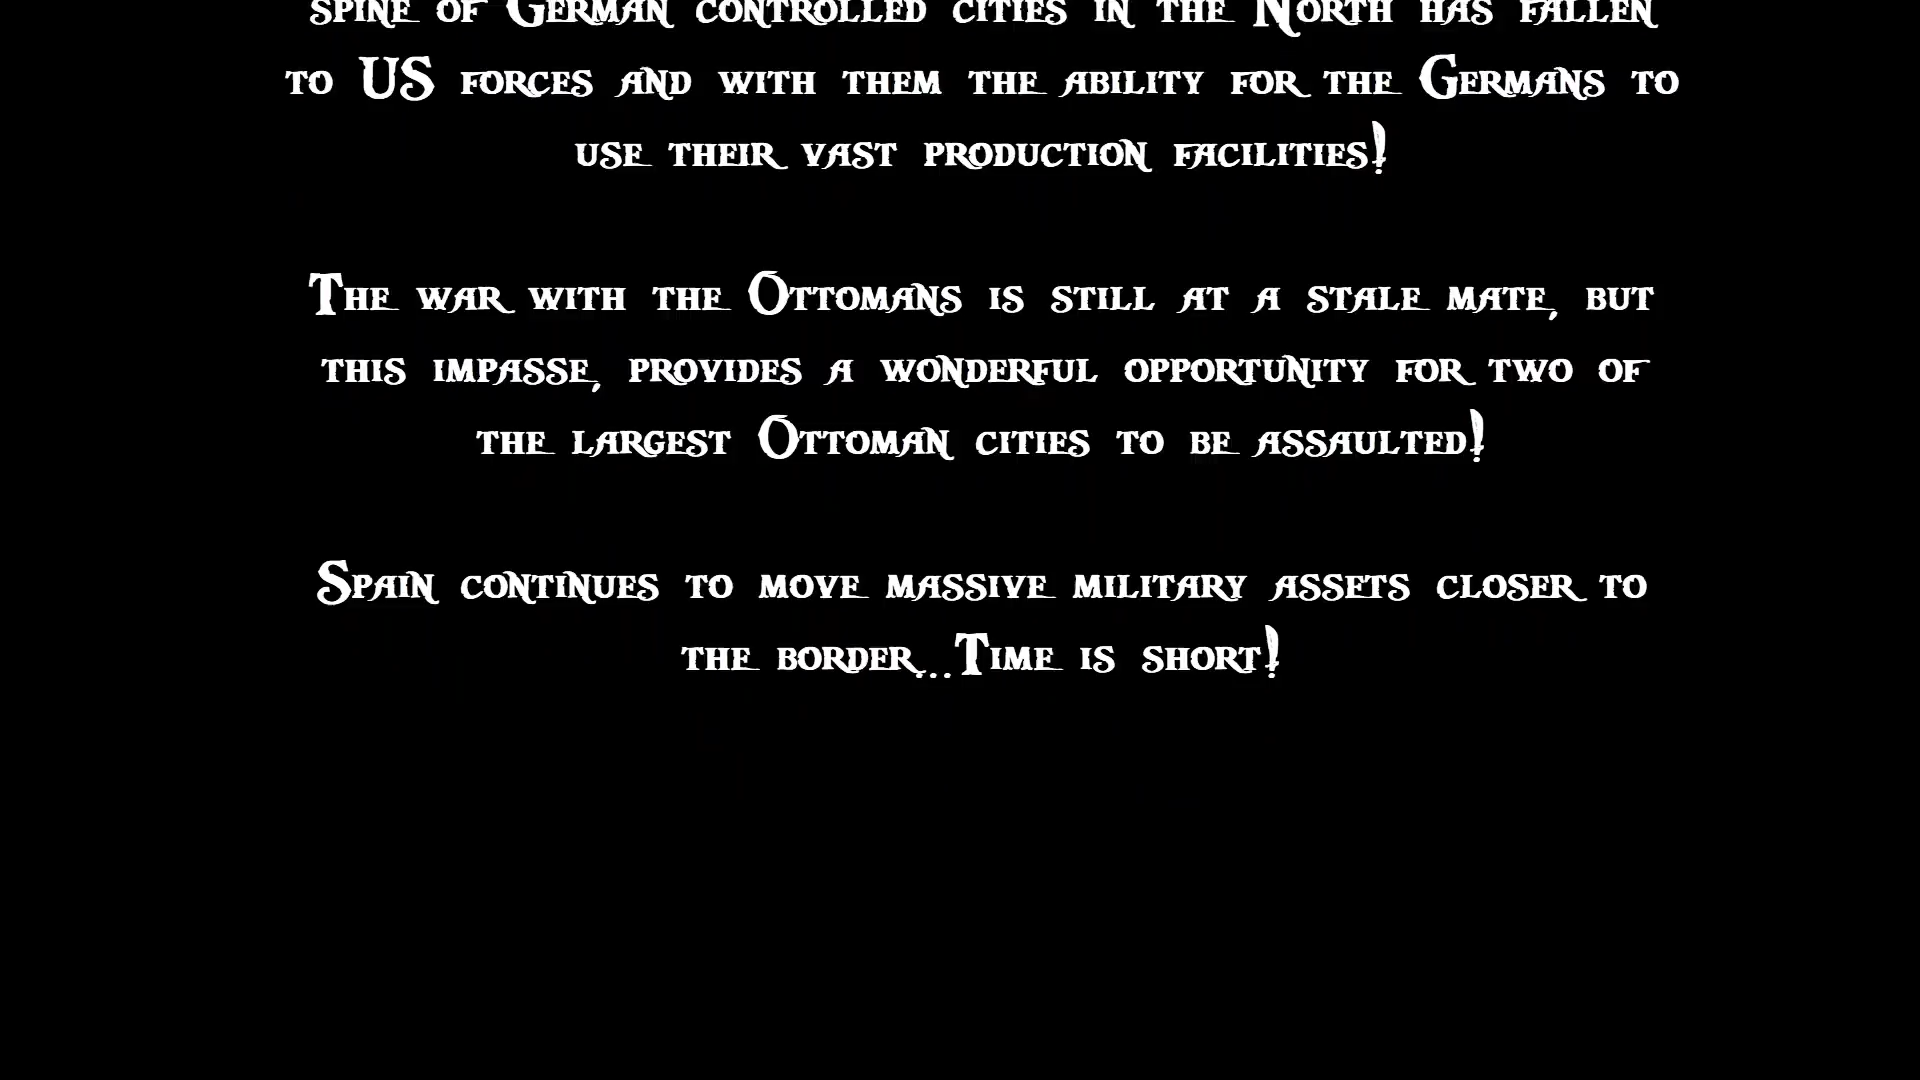 spine of German controlled cities in the North has fallen
to US forces and with them the ability for the Germans to
use their vast production facilities!
The war with the Ottomans is still at a stale mate, but
this impasse, provides a wonderful opportunity for two of
the largest Ottoman cities to be assaulted!
Spain continues to move massive military assets closer to
the border...Time is short!